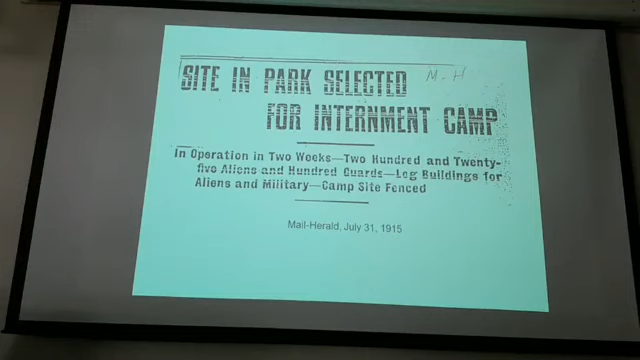 SITE IN PARK SELECTED
M-H
FOR INTERNMENT CAMP
In Operation in Two Weeks—Two Hundred and Twenty-
five Aliens and Hundred Guards—Log Buildings for
Aliens and Military—Camp Site Fenced
Mail-Herald, July 31, 1915